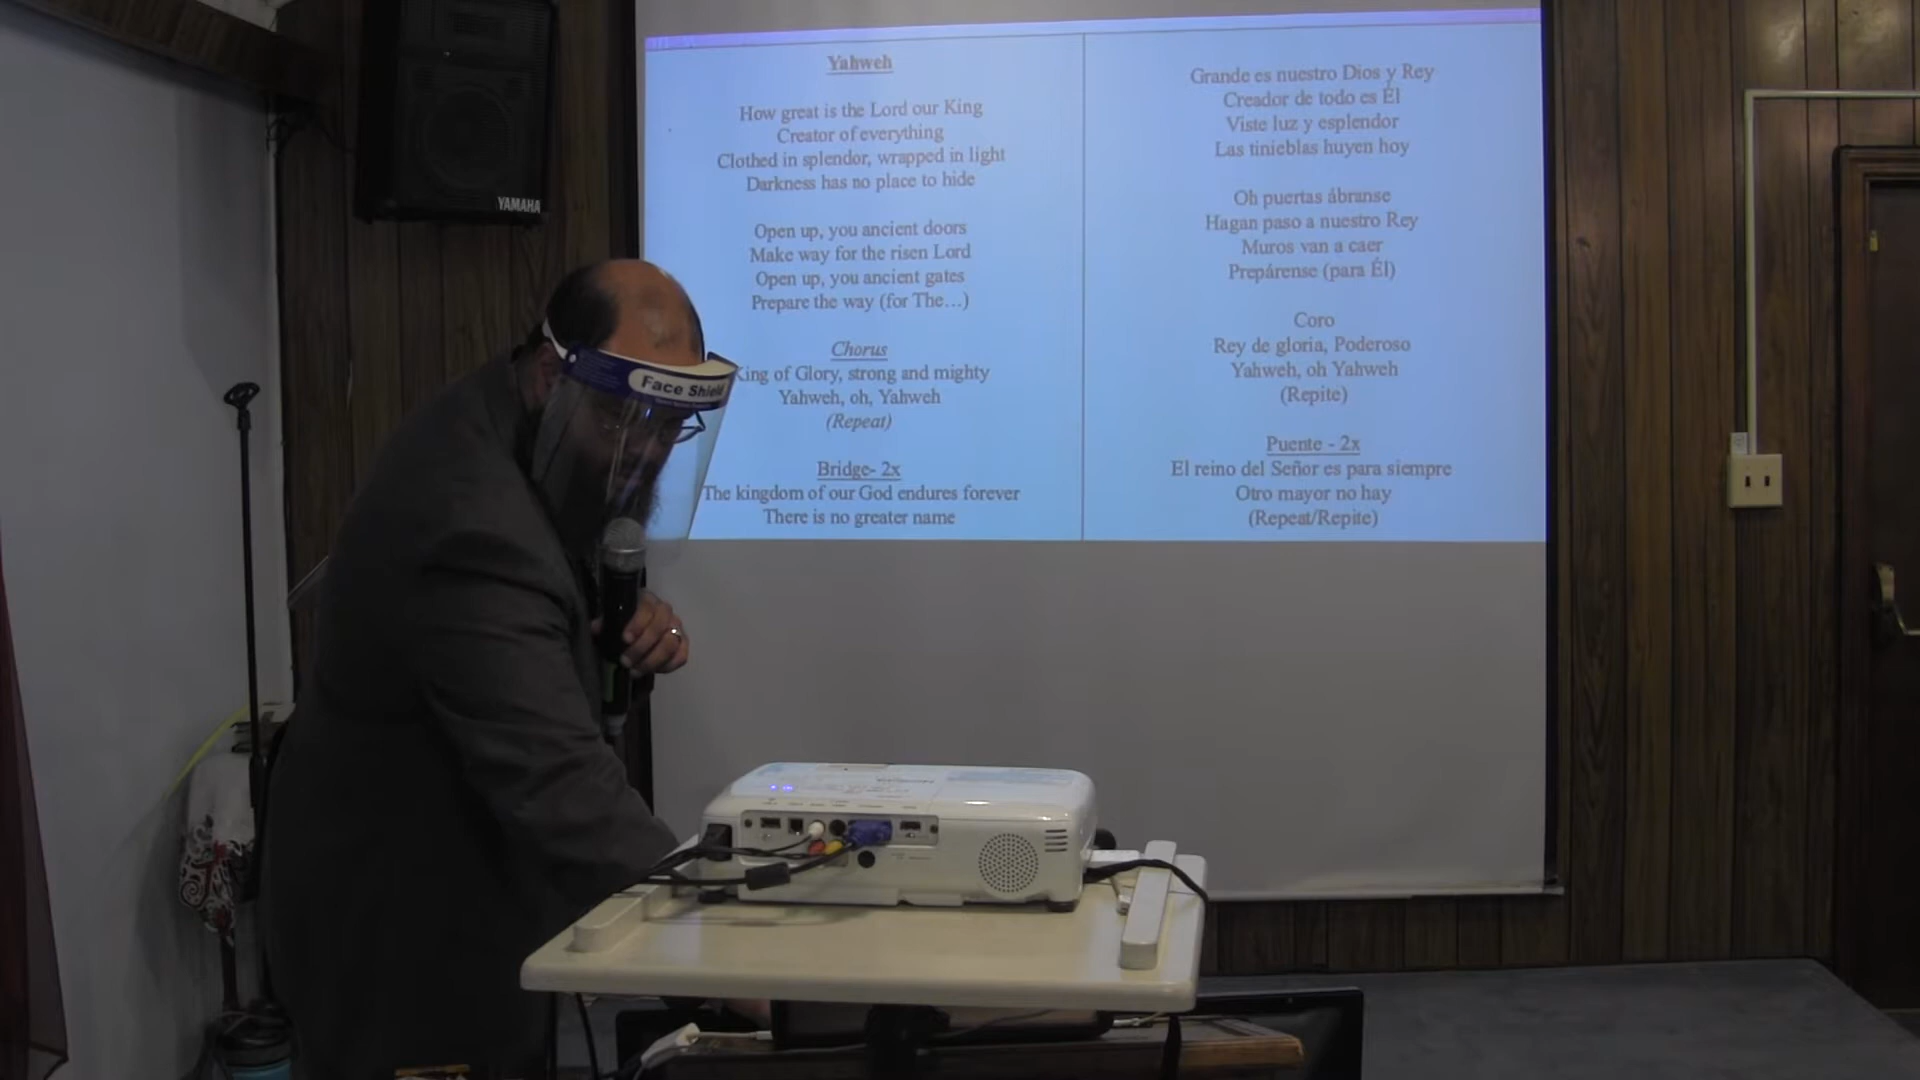 YAMAHA
Yahweh
How great is the Lord our King
Creator of everything
Clothed in splendor, wrapped in light
Darkness has no place to hide
Open up, you ancient doors
Make way for the risen Lord
Open up, you ancient gates
Prepare the way (for The…)
Chorus
King of Glory, strong and mighty
Yahweh, oh, Yahweh
(Repeat)
Bridge- 2x
The kingdom of our God endures forever
There is no greater name
Grande es nuestro Dios y Rey
Creador de todo es Él
Viste luz y esplendor
Las tinieblas huyen hoy
Oh puertas ábranse
Hagan paso a nuestro Rey
Muros van a caer
Prepárense (para Él)
Coro
Rey de gloria, Poderoso
Yahweh, oh Yahweh
(Repite)
Puente - 2x
El reino del Señor es para siempre
Otro mayor no hay
(Repeat/Repite)
Face Shield